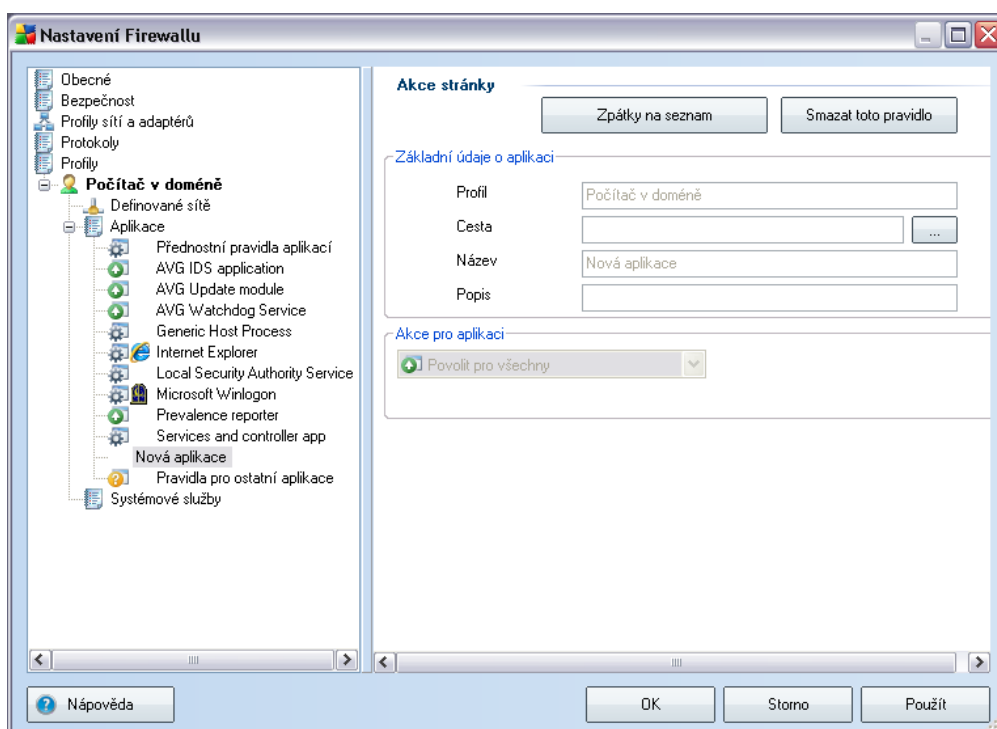 Nastavení Firewallu
Obecné
Bezpečnost
Profily sítí a adaptérů
Protokoly
Profily
Počítač v doméně
Definované sítě
Aplikace
Přednostní pravidla aplikací
AVG IDS application
AVG Update module
AVG Watchdog Service
Generic Host Process
Internet Explorer
Local Security Authority Service
Microsoft Winlogon
Prevalence reporter
Services and controller app
Nová aplikace
Pravidla pro ostatní aplikace
Systémové služby
Akce stránky
Zpátky na seznam
Smazat toto pravidlo
Základní údaje o aplikaci
Profil
Počítač v doméně
Cesta
...
Název
Nová aplikace
Popis
Akce pro aplikaci
Povolit pro všechny
Nápověda
OK
Storno
Použít